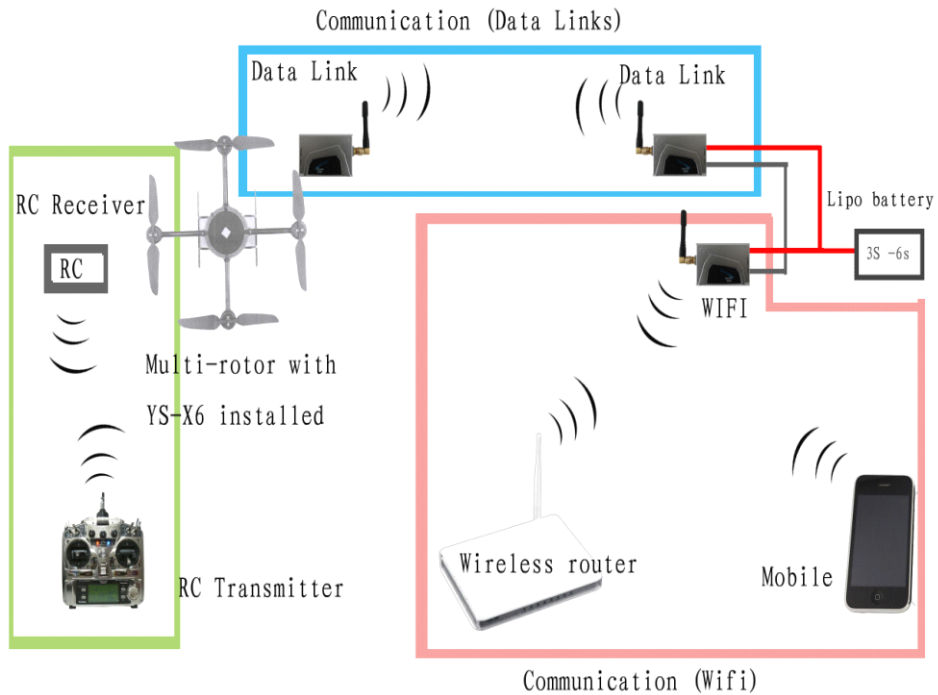 Communication (Data Links)
Data Link
Data Link
RC Receiver
Lipo battery
RC
3S -6s
WIFI
Multi-rotor with
YS-X6 installed
Wireless router
Mobile
RC Transmitter
Communication (Wifi)